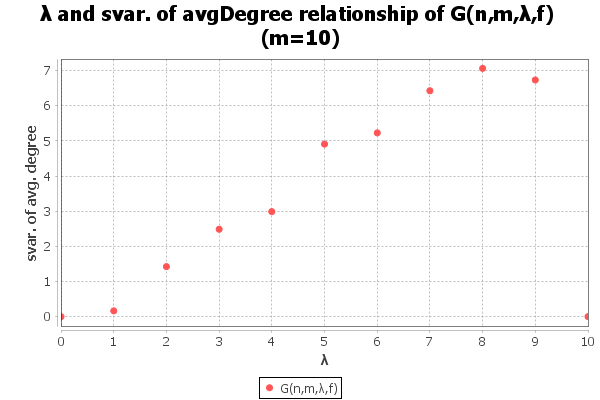 λ and svar. of avgDegree relationship of G(n,m,λ,f)
(m=10)
svar. of avg. degree
7
6
5
4
3
2
1
0
0 1 2 3 4 5 6 7 8 9 10
λ
G(n,m,λ,f)